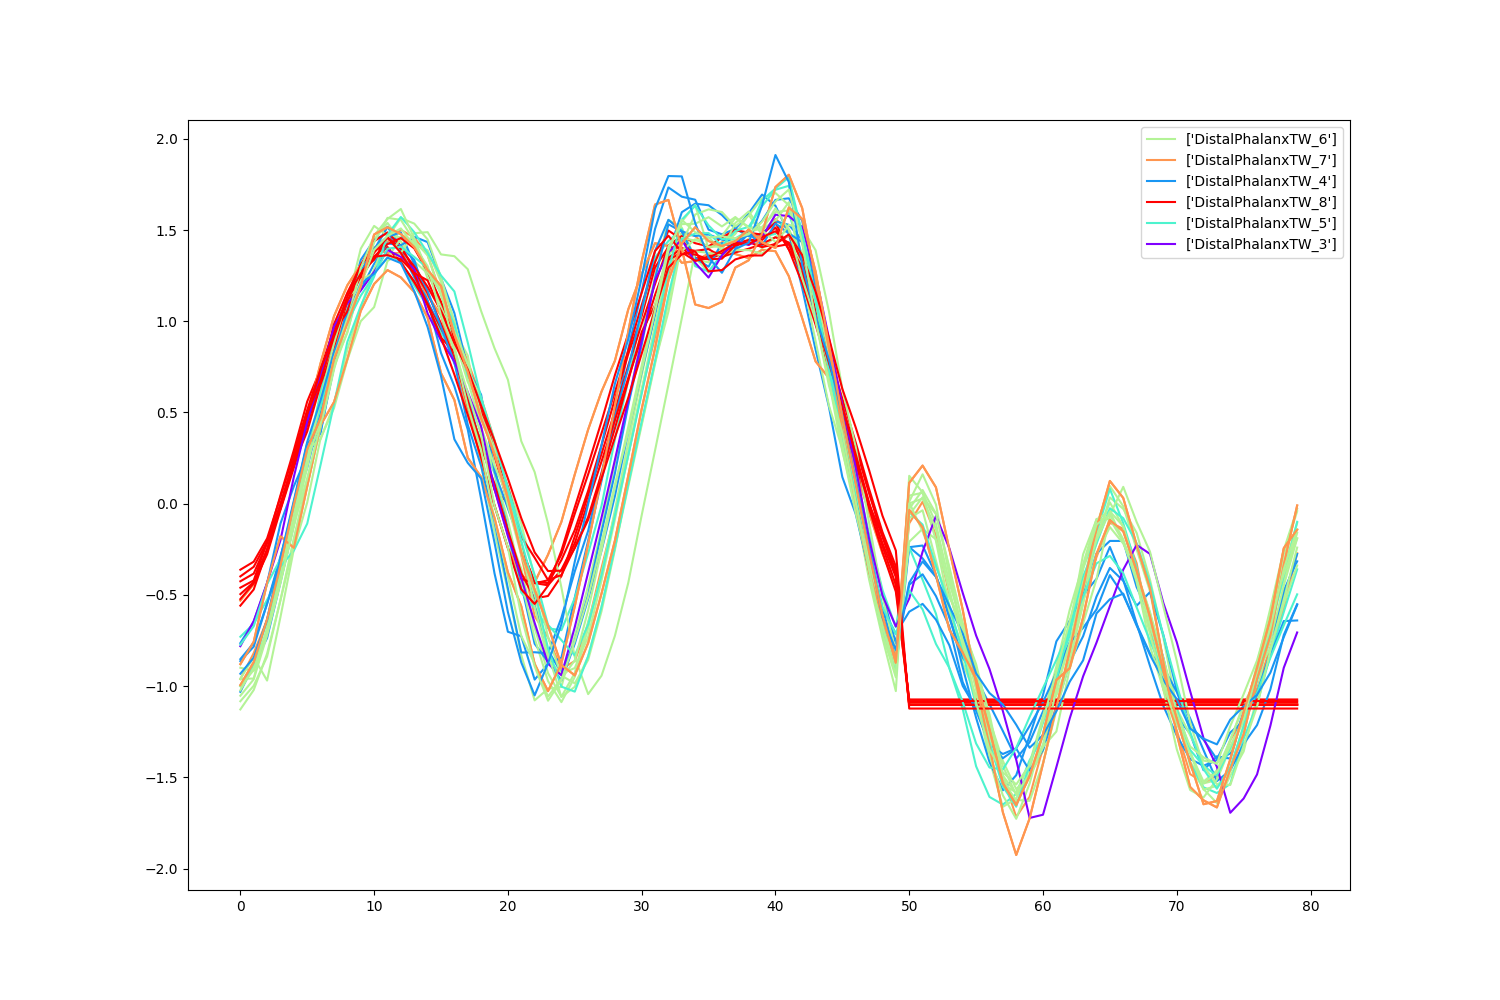 2.0
1.5
1.0
0.5
0.0
−0.5
−1.0
−1.5
−2.0
0 10 20 30 40 50 60 70 80
['DistalPhalanxTW_6']
['DistalPhalanxTW_7']
['DistalPhalanxTW_4']
['DistalPhalanxTW_8']
['DistalPhalanxTW_5']
['DistalPhalanxTW_3']